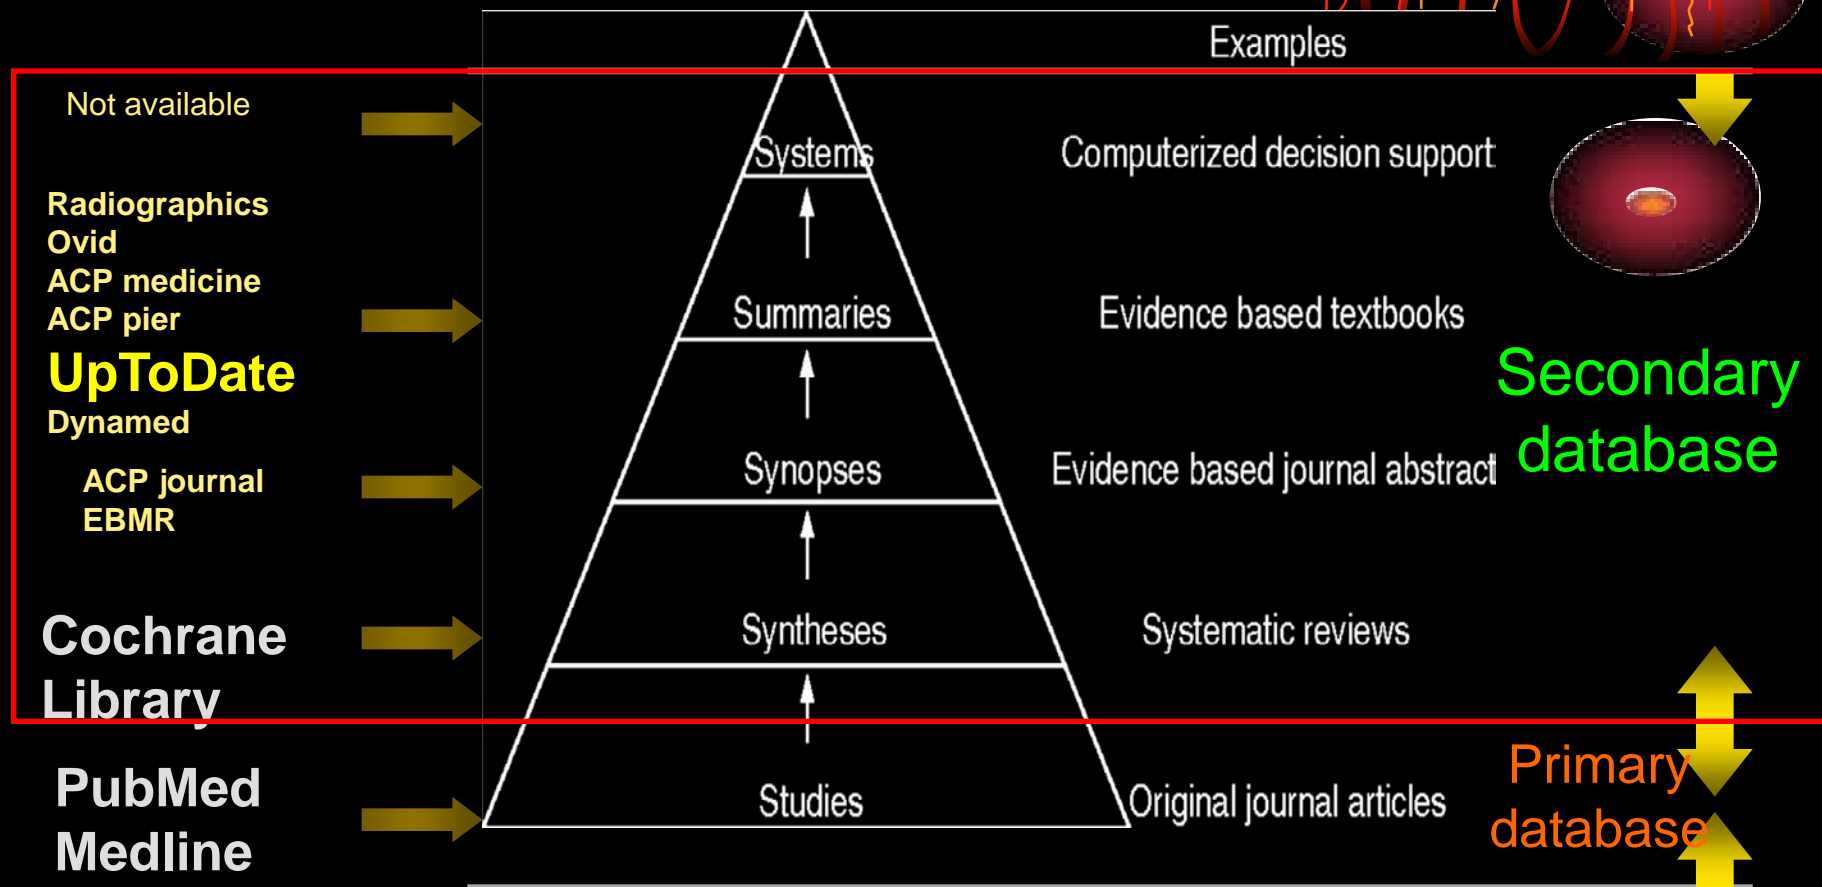 Examples
Not available
Systems
Computerized decision support
Radiographics
Ovid
ACP medicine
ACP pier
UpToDate
Dynamed
Summaries
Evidence based textbooks
Secondary
database
ACP journal
EBMR
Synopses
Evidence based journal abstract
Cochrane
Library
Syntheses
Systematic reviews
PubMed
Medline
Studies
Original journal articles
Primary
database